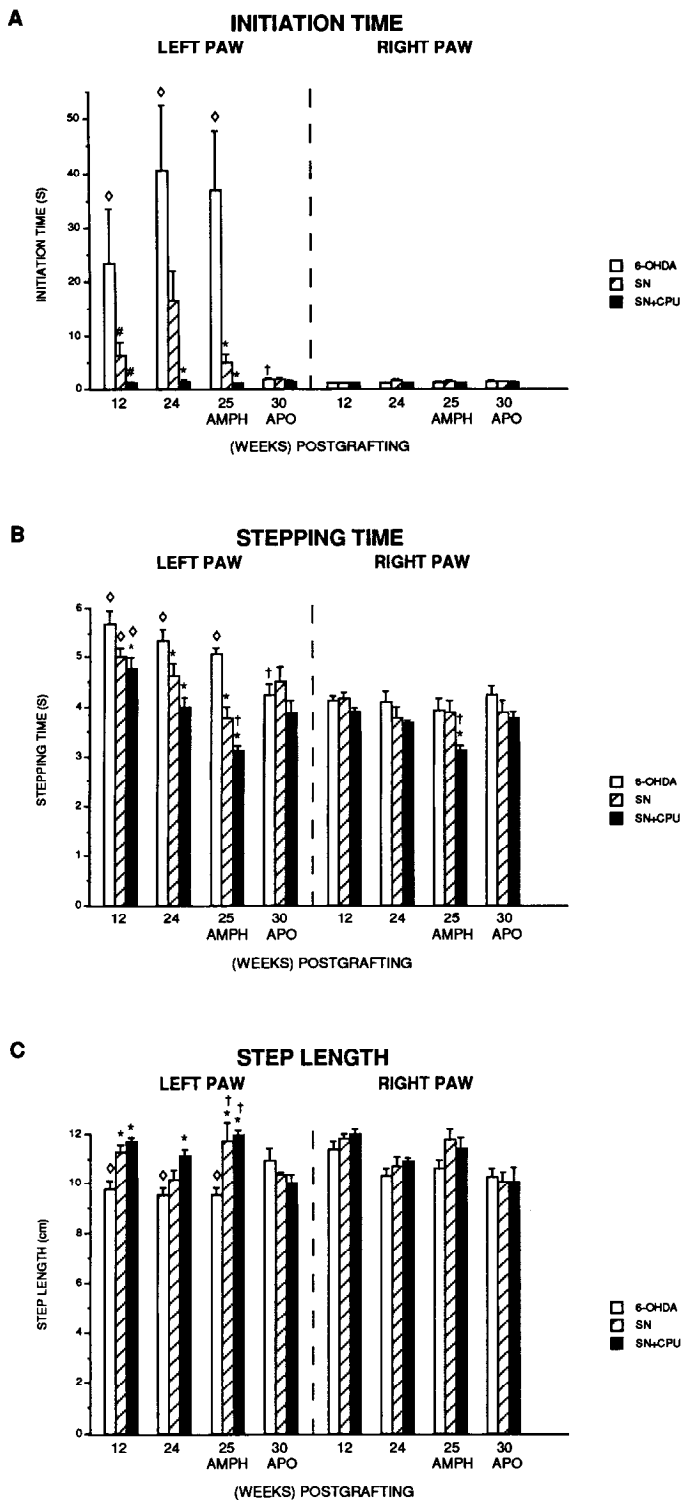 A
INITIATION TIME
LEFT PAW RIGHT PAW
INITIATION TIME (S)
50
40
30
20
10
0
◊ ◊ ◊
# # * * * †
6-OHDA
SN
SN+CPU
12 24 25 30 12 24 25 30
AMPH APO AMPH APO
(WEEKS) POSTGRAFTING
B
STEPPING TIME
LEFT PAW RIGHT PAW
STEPPING TIME (S)
6
5
4
3
2
1
0
◊ ◊ ◊ * ◊ * * ◊ * † * † † *
6-OHDA
SN
SN+CPU
12 24 25 30 12 24 25 30
AMPH APO AMPH APO
(WEEKS) POSTGRAFTING
C
STEP LENGTH
LEFT PAW RIGHT PAW
STEP LENGTH (cm)
12
10
8
6
4
2
0
◊ * * ◊ * ◊ † * † *
6-OHDA
SN
SN+CPU
12 24 25 30 12 24 25 30
AMPH APO AMPH APO
(WEEKS) POSTGRAFTING